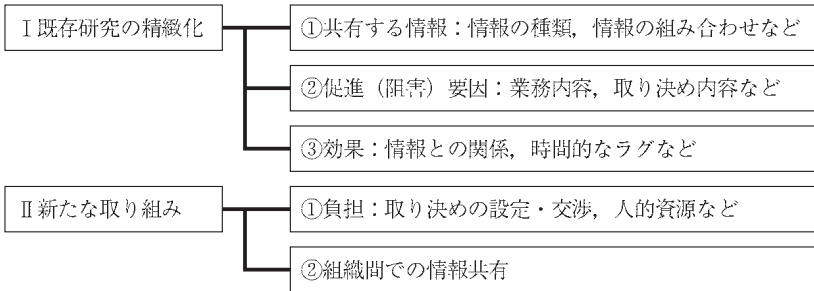 Ⅰ既存研究の精緻化
①共有する情報：情報の種類，情報の組み合わせなど
②促進（阻害）要因：業務内容，取り決め内容など
③効果：情報との関係，時間的なラグなど
Ⅱ新たな取り組み
①負担：取り決めの設定・交渉，人的資源など
②組織間での情報共有